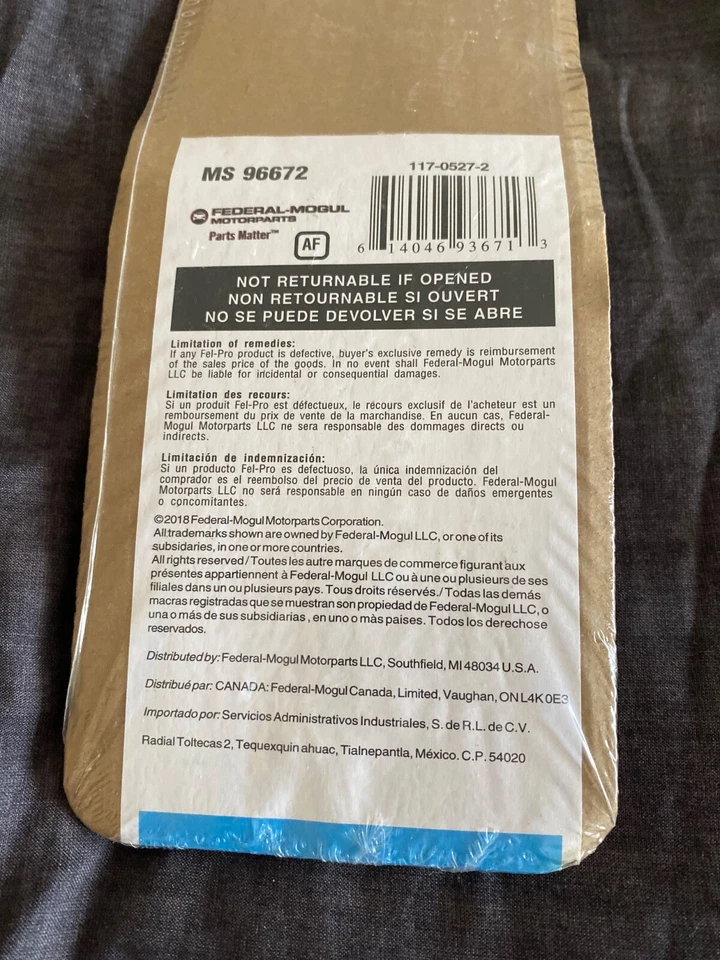 MS 96672
117-0527-2
FEDERAL-MOGUL
MOTORPARTS
Parts Matter™
AF
6 14046 93671 3
NOT RETURNABLE IF OPENED
NON RETOURNABLE SI OUVERT
NO SE PUEDE DEVOLVER SI SE ABRE
Limitation of remedies:
If any Fel-Pro product is defective, buyer's exclusive remedy is reimbursement
of the sales price of the goods. In no event shall Federal-Mogul Motorparts
LLC be liable for incidental or consequential damages.
Limitation des recours:
Si un produit Fel-Pro est défectueux, le récours exclusif de l'acheteur est un
remboursement du prix de vente de la marchandise. En aucun cas, Federal-
Mogul Motorparts LLC ne sera responsable des dommages directs ou
indirects.
Limitación de indemnización:
Si un producto Fel-Pro es defectuoso, la única indemnización del
comprador es el reembolso del precio de venta del producto. Federal-Mogul
Motorparts LLC no será responsable en ningún caso de daños emergentes
o concomitantes.
©2018 Federal-Mogul Motorparts Corporation.
All trademarks shown are owned by Federal-Mogul LLC, or one of its
subsidaries, in one or more countries.
All rights reserved / Toutes les autre marques de commerce figurant aux
présentes appartiennent à Federal-Mogul LLC ou à une ou plusieurs de ses
filiales dans un ou plusieurs pays. Tous droits réservés./ Todas las demás
macras registradas que se muestran son propiedad de Federal-Mogul LLC, o
una o más de sus subsidiarias, en uno o màs paises. Todos los derechose
reservados.
Distributed by: Federal-Mogul Motorparts LLC, Southfield, MI 48034 U.S.A.
Distribué par: CANADA: Federal-Mogul Canada, Limited, Vaughan, ON L4K 0E3
Importado por: Servicios Administrativos Industriales, S. de R.L. de C.V.
Radial Toltecas 2, Tequexquin ahuac, Tialnepantla, México. C.P. 54020